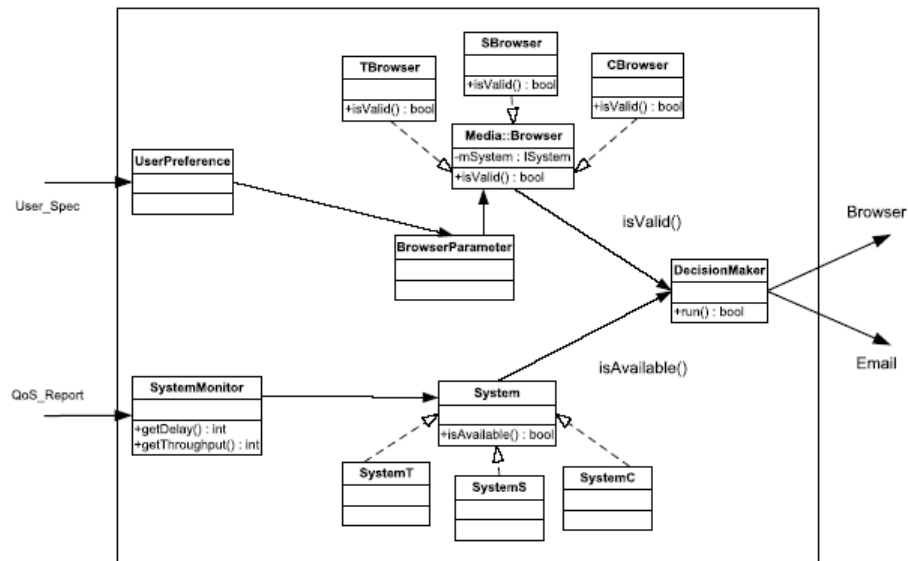 SBrowser
+isValid() : bool
TBrowser
+isValid() : bool
CBrowser
+isValid() : bool
Media::Browser
-mSystem : ISystem
+isValid() : bool
UserPreference
User_Spec
BrowserParameter
isValid()
Browser
DecisionMaker
+run() : bool
Email
isAvailable()
QoS_Report
SystemMonitor
+getDelay() : int
+getThroughput() : int
System
+isAvailable() : bool
SystemT
SystemS
SystemC